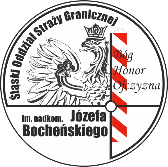 Śląski Oddział Straży Granicznej
Bóg
Honor
Ojczyzna
im. nadkom. Józefa
Bocheńskiego